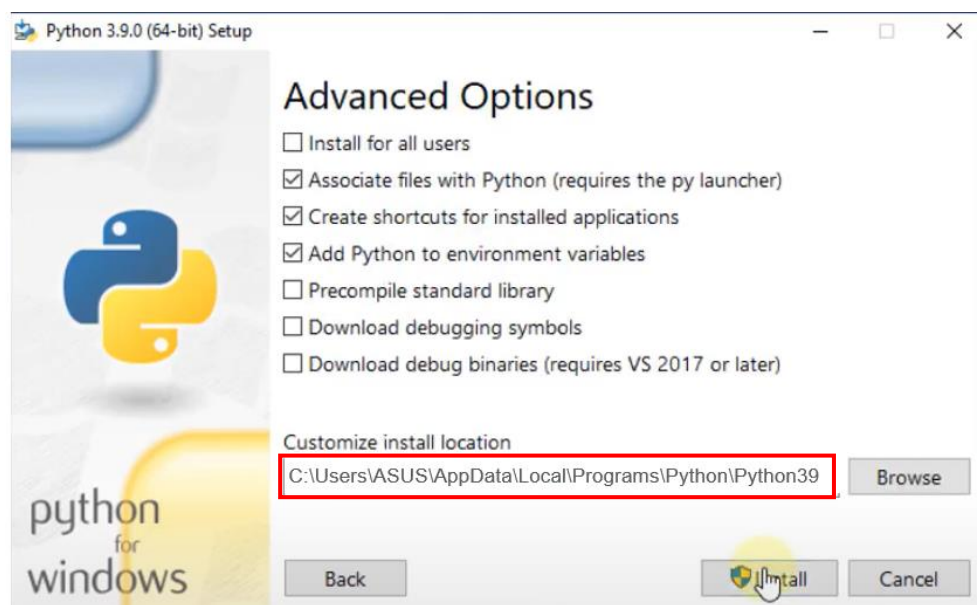 Python 3.9.0 (64-bit) Setup
Advanced Options
Install for all users
Associate files with Python (requires the py launcher)
Create shortcuts for installed applications
Add Python to environment variables
Precompile standard library
Download debugging symbols
Download debug binaries (requires VS 2017 or later)
Customize install location
C:\Users\ASUS\AppData\Local\Programs\Python\Python39
Browse
python
for
windows
Back
Install
Cancel